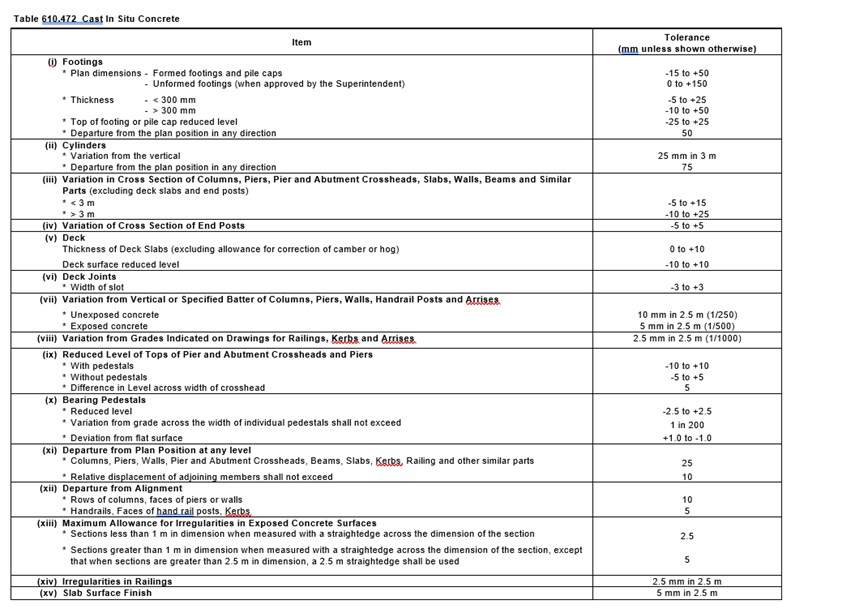 Table 610.472 Cast In Situ Concrete
Item
Tolerance
(mm unless shown otherwise)
(i) Footings
* Plan dimensions - Formed footings and pile caps -15 to +50
- Unformed footings (when approved by the Superintendent) 0 to +150
* Thickness - < 300 mm -5 to +25
- > 300 mm -10 to +50
* Top of footing or pile cap reduced level -25 to +25
* Departure from the plan position in any direction 50
(ii) Cylinders
* Variation from the vertical 25 mm in 3 m
* Departure from the plan position in any direction 75
(iii) Variation in Cross Section of Columns, Piers, Pier and Abutment Crossheads, Slabs, Walls, Beams and Similar
Parts (excluding deck slabs and end posts)
* < 3 m -5 to +15
* > 3 m -10 to +25
(iv) Variation of Cross Section of End Posts -5 to +5
(v) Deck
Thickness of Deck Slabs (excluding allowance for correction of camber or hog) 0 to +10
Deck surface reduced level -10 to +10
(vi) Deck Joints
* Width of slot -3 to +3
(vii) Variation from Vertical or Specified Batter of Columns, Piers, Walls, Handrail Posts and Arrises
* Unexposed concrete 10 mm in 2.5 m (1/250)
* Exposed concrete 5 mm in 2.5 m (1/500)
(viii) Variation from Grades Indicated on Drawings for Railings, Kerbs and Arrises 2.5 mm in 2.5 m (1/1000)
(ix) Reduced Level of Tops of Pier and Abutment Crossheads and Piers
* With pedestals -10 to +10
* Without pedestals -5 to +5
* Difference in Level across width of crosshead 5
(x) Bearing Pedestals
* Reduced level -2.5 to +2.5
* Variation from grade across the width of individual pedestals shall not exceed 1 in 200
* Deviation from flat surface +1.0 to -1.0
(xi) Departure from Plan Position at any level
* Columns, Piers, Walls, Pier and Abutment Crossheads, Beams, Slabs, Kerbs, Railing and other similar parts 25
* Relative displacement of adjoining members shall not exceed 10
(xii) Departure from Alignment
* Rows of columns, faces of piers or walls 10
* Handrails, Faces of hand rail posts, Kerbs 5
(xiii) Maximum Allowance for Irregularities in Exposed Concrete Surfaces
* Sections less than 1 m in dimension when measured with a straightedge across the dimension of the section 2.5
* Sections greater than 1 m in dimension when measured with a straightedge across the dimension of the section, except
that when sections are greater than 2.5 m in dimension, a 2.5 m straightedge shall be used 5
(xiv) Irregularities in Railings 2.5 mm in 2.5 m
(xv) Slab Surface Finish 5 mm in 2.5 m